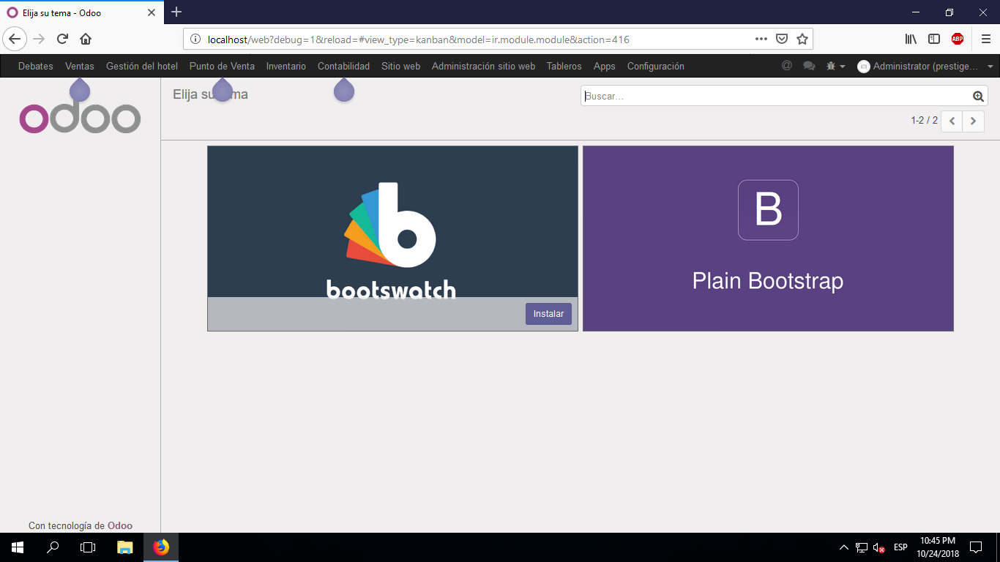 Elija su tema - Odoo
localhost/web?debug=1&reload=#view_type=kanban&model=ir.module.module&action=416
ABP
Debates Ventas Gestión del hotel Punto de Venta Inventario Contabilidad Sitio web Administración sitio web Tableros Apps Configuración @ Administrator (prestige...
odoo
Elija su tema
Buscar...
1-2 / 2
b
bootswatch
Instalar
B
Plain Bootstrap
Con tecnología de Odoo
ESP
10:45 PM
10/24/2018